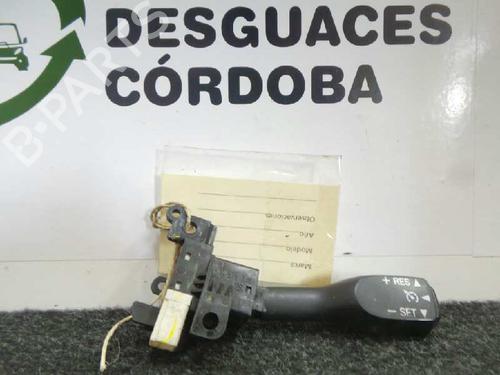 DESGUACES
CÓRDOBA
B-PARTS
Observaciones
Año
Modelo
Marca
+ RES ▲
− SET ▼